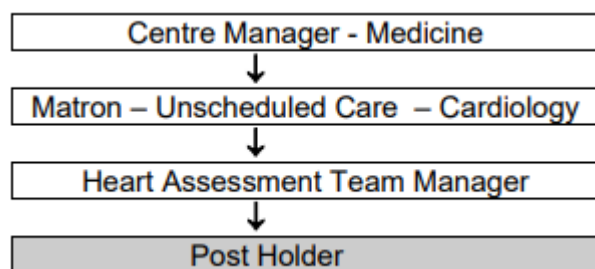 Centre Manager - Medicine
Matron – Unscheduled Care – Cardiology
Heart Assessment Team Manager
Post Holder